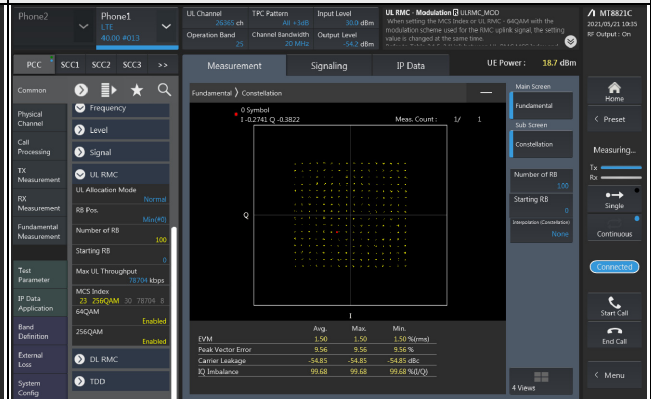 Phone2
Phone1
LTE
40.00 #013
UL Channel
26365 ch
TPC Pattern
All +3dB
Input Level
30.0 dBm
Operation Band
25
Channel Bandwidth
20 MHz
Output Level
-54.2 dBm
UL RMC - Modulation ULRMC_MOD
When setting the MCS Index or UL RMC - 64QAM with the
modulation scheme used for the RMC uplink signal, the setting
value is changed at the same time.
MT8821C
2021/05/21 10:35
RF Output : On
PCC
SCC1
SCC2
SCC3
>>
Measurement
Signaling
IP Data
UE Power : 18.7 dBm
Common
Physical
Channel
Call
Processing
TX
Measurement
RX
Measurement
Fundamental
Measurement
Test
Parameter
IP Data
Application
Band
Definition
External
Loss
System
Config
Frequency
Level
Signal
UL RMC
UL Allocation Mode
Normal
RB Pos.
Min(#0)
Number of RB
100
Starting RB
0
Max UL Throughput
78704 kbps
MCS Index
23 256QAM 30 78704 8
64QAM
Enabled
256QAM
Enabled
DL RMC
TDD
Fundamental > Constellation
0 Symbol
I -0.2741 Q -0.3822
Meas. Count : 1/ 1
Q
I
Avg. Max. Min.
EVM 1.50 1.50 1.50 %(rms)
Peak Vector Error 9.56 9.56 9.56 %
Carrier Leakage -54.85 -54.85 -54.85 dBc
IQ Imbalance 99.68 99.68 99.68 %(I/Q)
Main Screen
Fundamental
Sub Screen
Constellation
Number of RB
100
Starting RB
0
Interpolation (Constellation)
None
4 Views
Home
< Preset
Measuring...
Tx
Rx
Single
Continuous
Connected
Start Call
End Call
< Menu